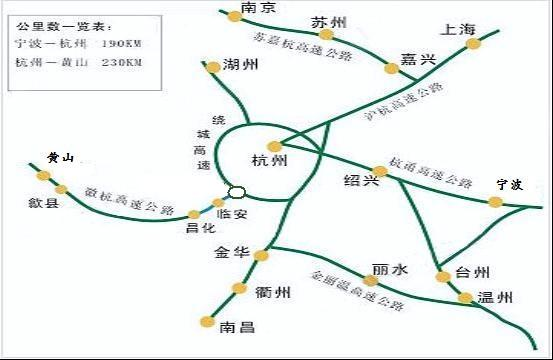 公里数一览表:
宁波－杭州 190KM
杭州－黄山 230KM
南京
苏州
上海
苏嘉杭高速公路
嘉兴
湖州
沪杭高速公路
绕城高速
杭州
黄山
绍兴
杭甬高速公路
宁波
歙县
徽杭高速公路
临安
昌化
金华
丽水
台州
金丽温高速公路
衢州
温州
南昌